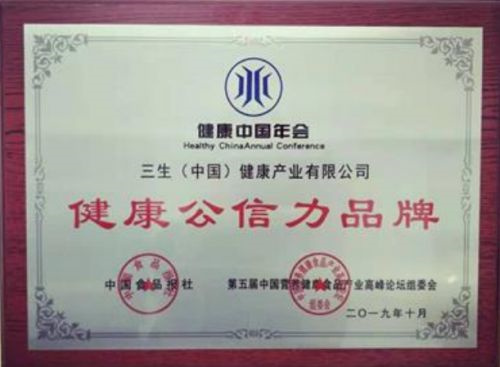 健康中国年会
Healthy ChinaAnnual Conference
三生（中国）健康产业有限公司
健康公信力品牌
中国食品报社 第五届中国营养健康食品产业高峰论坛组委会
二〇一九年十月